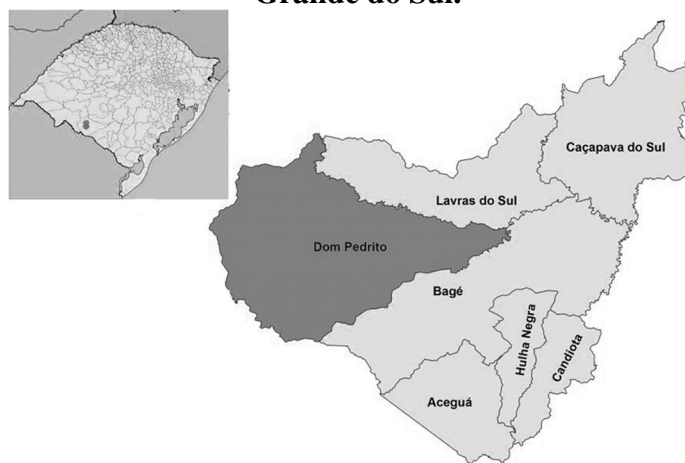 Grande do Sul.
Caçapava do Sul
Lavras do Sul
Dom Pedrito
Bagé
Hulha Negra
Candiota
Aceguá